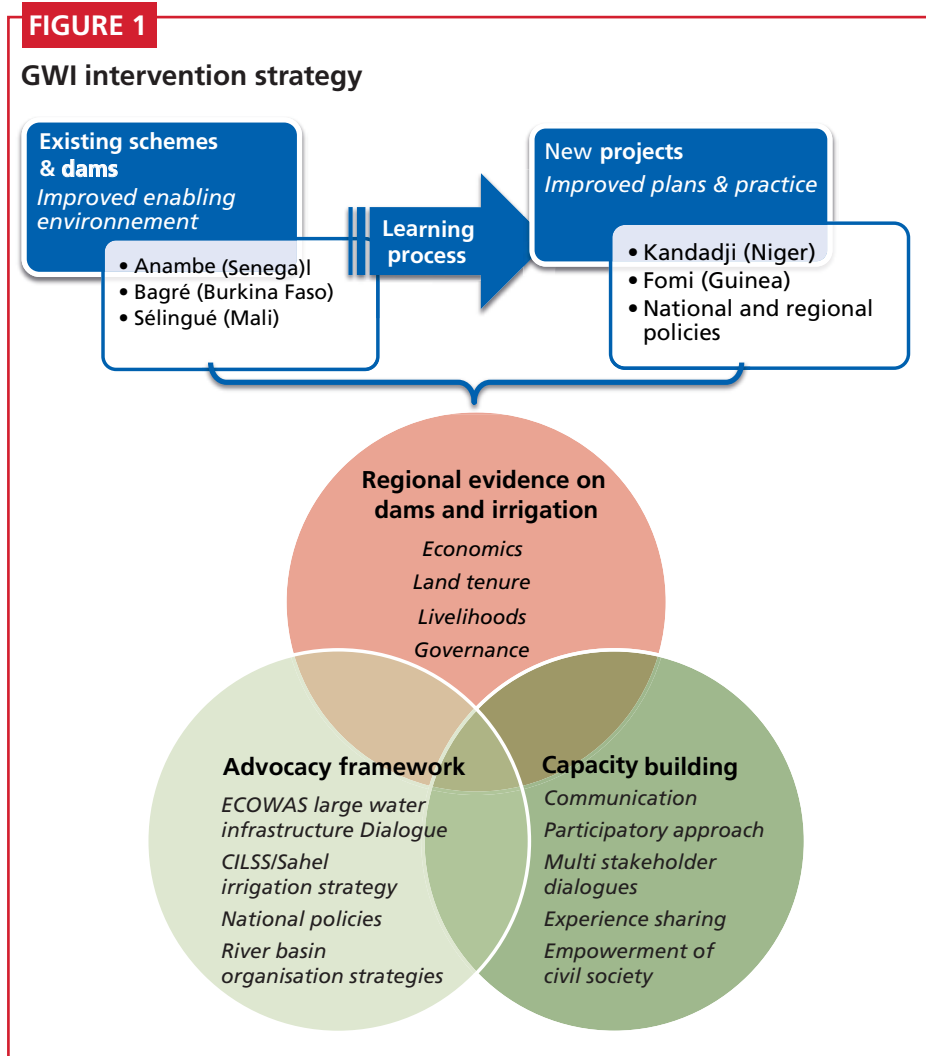 FIGURE 1
GWI intervention strategy
Existing schemes
& dams
Improved enabling
environnement
• Anambe (Senega)l
• Bagré (Burkina Faso)
• Sélingué (Mali)
Learning
process
New projects
Improved plans & practice
• Kandadji (Niger)
• Fomi (Guinea)
• National and regional
policies
Regional evidence on
dams and irrigation
Economics
Land tenure
Livelihoods
Governance
Advocacy framework
ECOWAS large water
infrastructure Dialogue
CILSS/Sahel
irrigation strategy
National policies
River basin
organisation strategies
Capacity building
Communication
Participatory approach
Multi stakeholder
dialogues
Experience sharing
Empowerment of
civil society